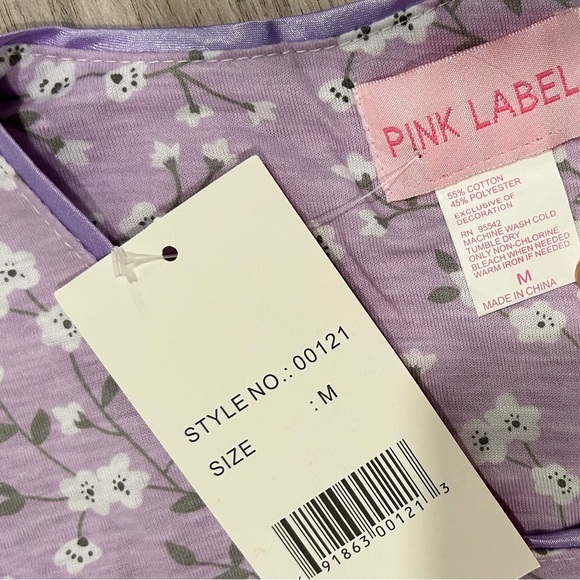 PINK LABEL
55% COTTON
45% POLYESTER
EXCLUSIVE OF
DECORATION
RN 95542
MACHINE WASH COLD
TUMBLE DRY
ONLY NON-CHLORINE
BLEACH WHEN NEEDED
WARM IRON IF NEEDED
M
MADE IN CHINA
STYLE NO.: 00121
SIZE : M
91863 00121 3